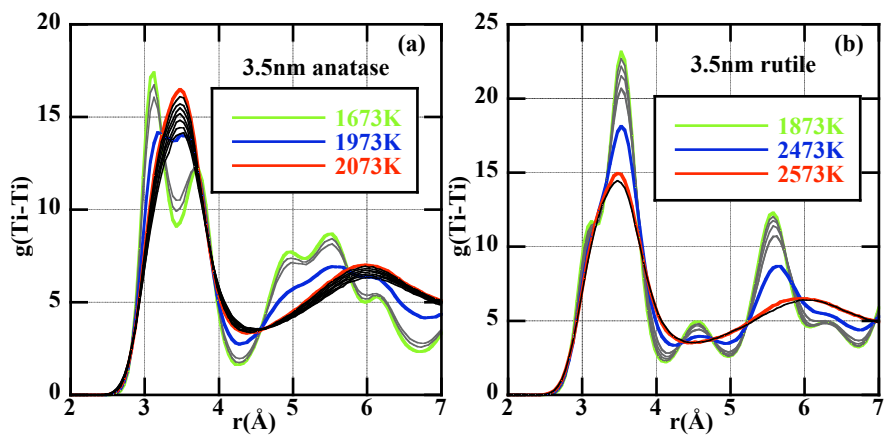 (a)
3.5nm anatase
1673K
1973K
2073K
g(Ti-Ti)
20
15
10
5
0
2 3 4 5 6 7
r(Å)
(b)
3.5nm rutile
1873K
2473K
2573K
g(Ti-Ti)
25
20
15
10
5
0
2 3 4 5 6 7
r(Å)